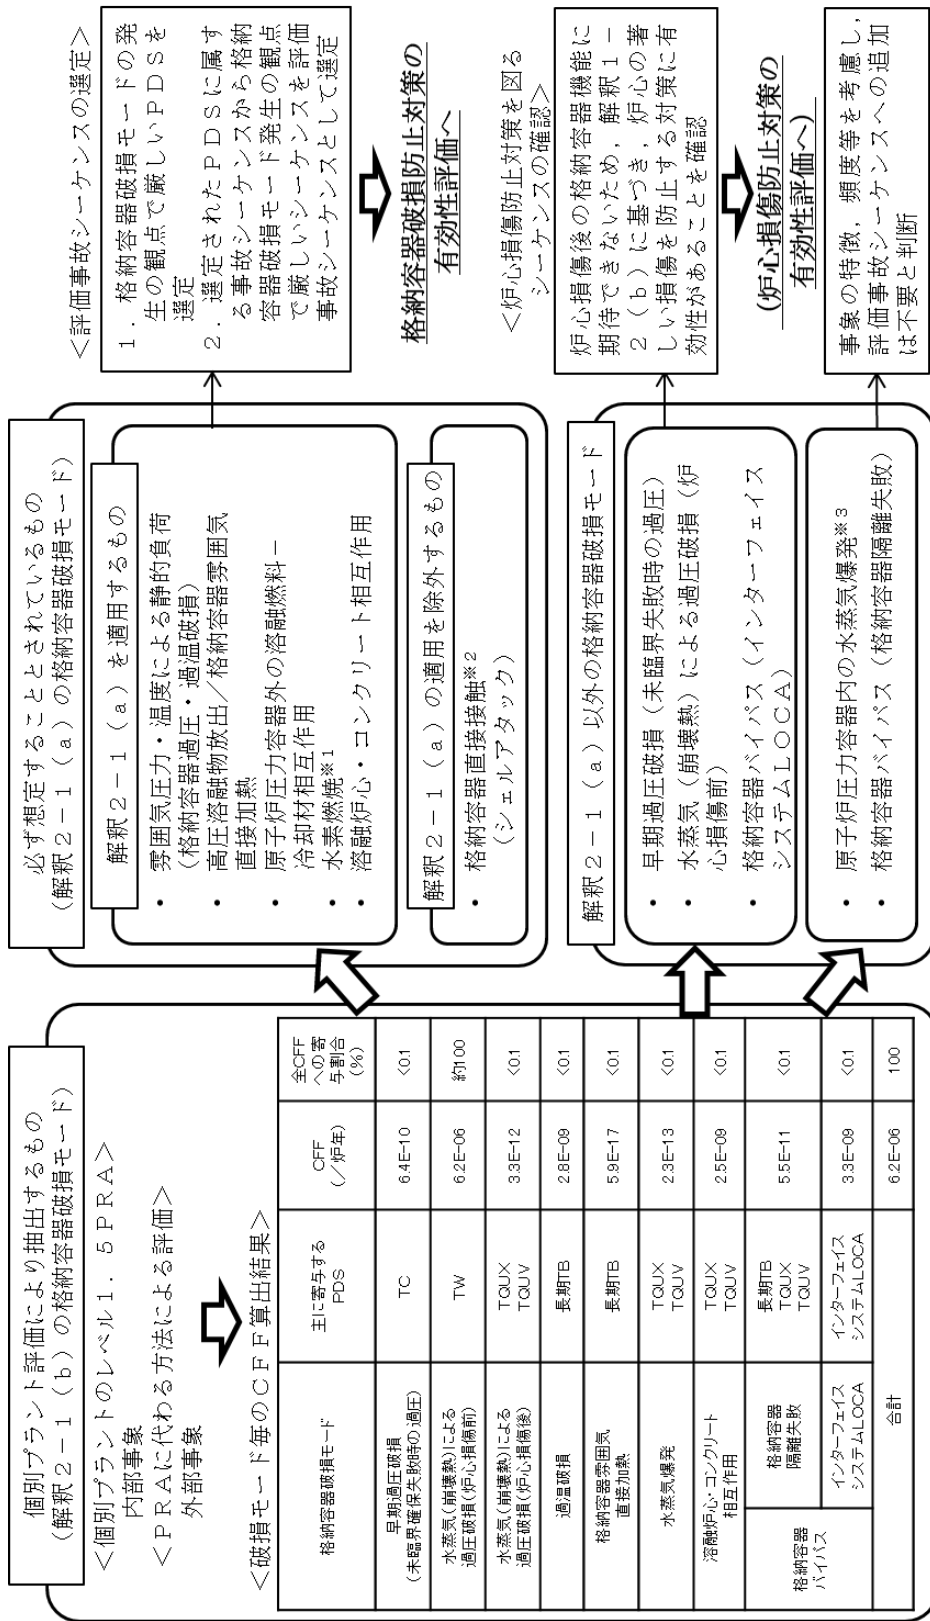 個別プラント評価により抽出するもの
(解釈2-1(b)の格納容器破損モード)
<個別プラントのレベル1.5PRA>
内部事象
<PRAに代わる方法による評価>
外部事象
<破損モード毎のCFF算出結果>
格納容器破損モード 主に寄与するPDS CFF(/炉年) 全CFFへの寄与割合(%)
早期過圧破損(未臨界確保失敗時の過圧) TC 6.4E-10 <0.1
水蒸気(崩壊熱)による過圧破損(炉心損傷前) TW 6.2E-06 約100
水蒸気(崩壊熱)による過圧破損(炉心損傷後) TQUX TQUV 3.3E-12 <0.1
過温破損 長期TB 2.8E-09 <0.1
格納容器雰囲気直接加熱 長期TB 5.9E-17 <0.1
水蒸気爆発 TQUX TQUV 2.3E-13 <0.1
溶融炉心・コンクリート相互作用 TQUX TQUV 2.5E-09 <0.1
格納容器バイパス 格納容器隔離失敗 長期TB TQUX TQUV 5.5E-11 <0.1
インターフェイスシステムLOCA インターフェイスシステムLOCA 3.3E-09 <0.1
合計 6.2E-06 100
必ず想定することとされているもの
(解釈2-1(a)の格納容器破損モード)
解釈2-1(a)を適用するもの
・ 雰囲気圧力・温度による静的負荷
(格納容器過圧・過温破損)
・ 高圧溶融物放出/格納容器雰囲気
直接加熱
・ 原子炉圧力容器外の溶融燃料-
冷却材相互作用
・ 水素燃焼※1
・ 溶融炉心・コンクリート相互作用
解釈2-1(a)の適用を除外するもの
・ 格納容器直接接触※2
(シェルアタック)
解釈2-1(a)以外の格納容器破損モード
・ 早期過圧破損(未臨界失敗時の過圧)
・ 水蒸気(崩壊熱)による過圧破損(炉
心損傷前)
・ 格納容器バイパス(インターフェイス
システムLOCA)
・ 原子炉圧力容器内の水蒸気爆発※3
・ 格納容器バイパス(格納容器隔離失敗)
<評価事故シーケンスの選定>
1.格納容器破損モードの発
生の観点で厳しいPDSを
選定
2.選定されたPDSに属す
る事故シーケンスから格納
容器破損モード発生の観点
で厳しいシーケンスを評価
事故シーケンスとして選定
格納容器破損防止対策の
有効性評価へ
<炉心損傷防止対策を図る
シーケンスの確認>
炉心損傷後の格納容器機能に
期待できないため,解釈1-
2(b)に基づき,炉心の著
しい損傷を防止する対策に有
効性があることを確認
(炉心損傷防止対策の
有効性評価へ)
事象の特徴,頻度等を考慮し,
評価事故シーケンスへの追加
は不要と判断